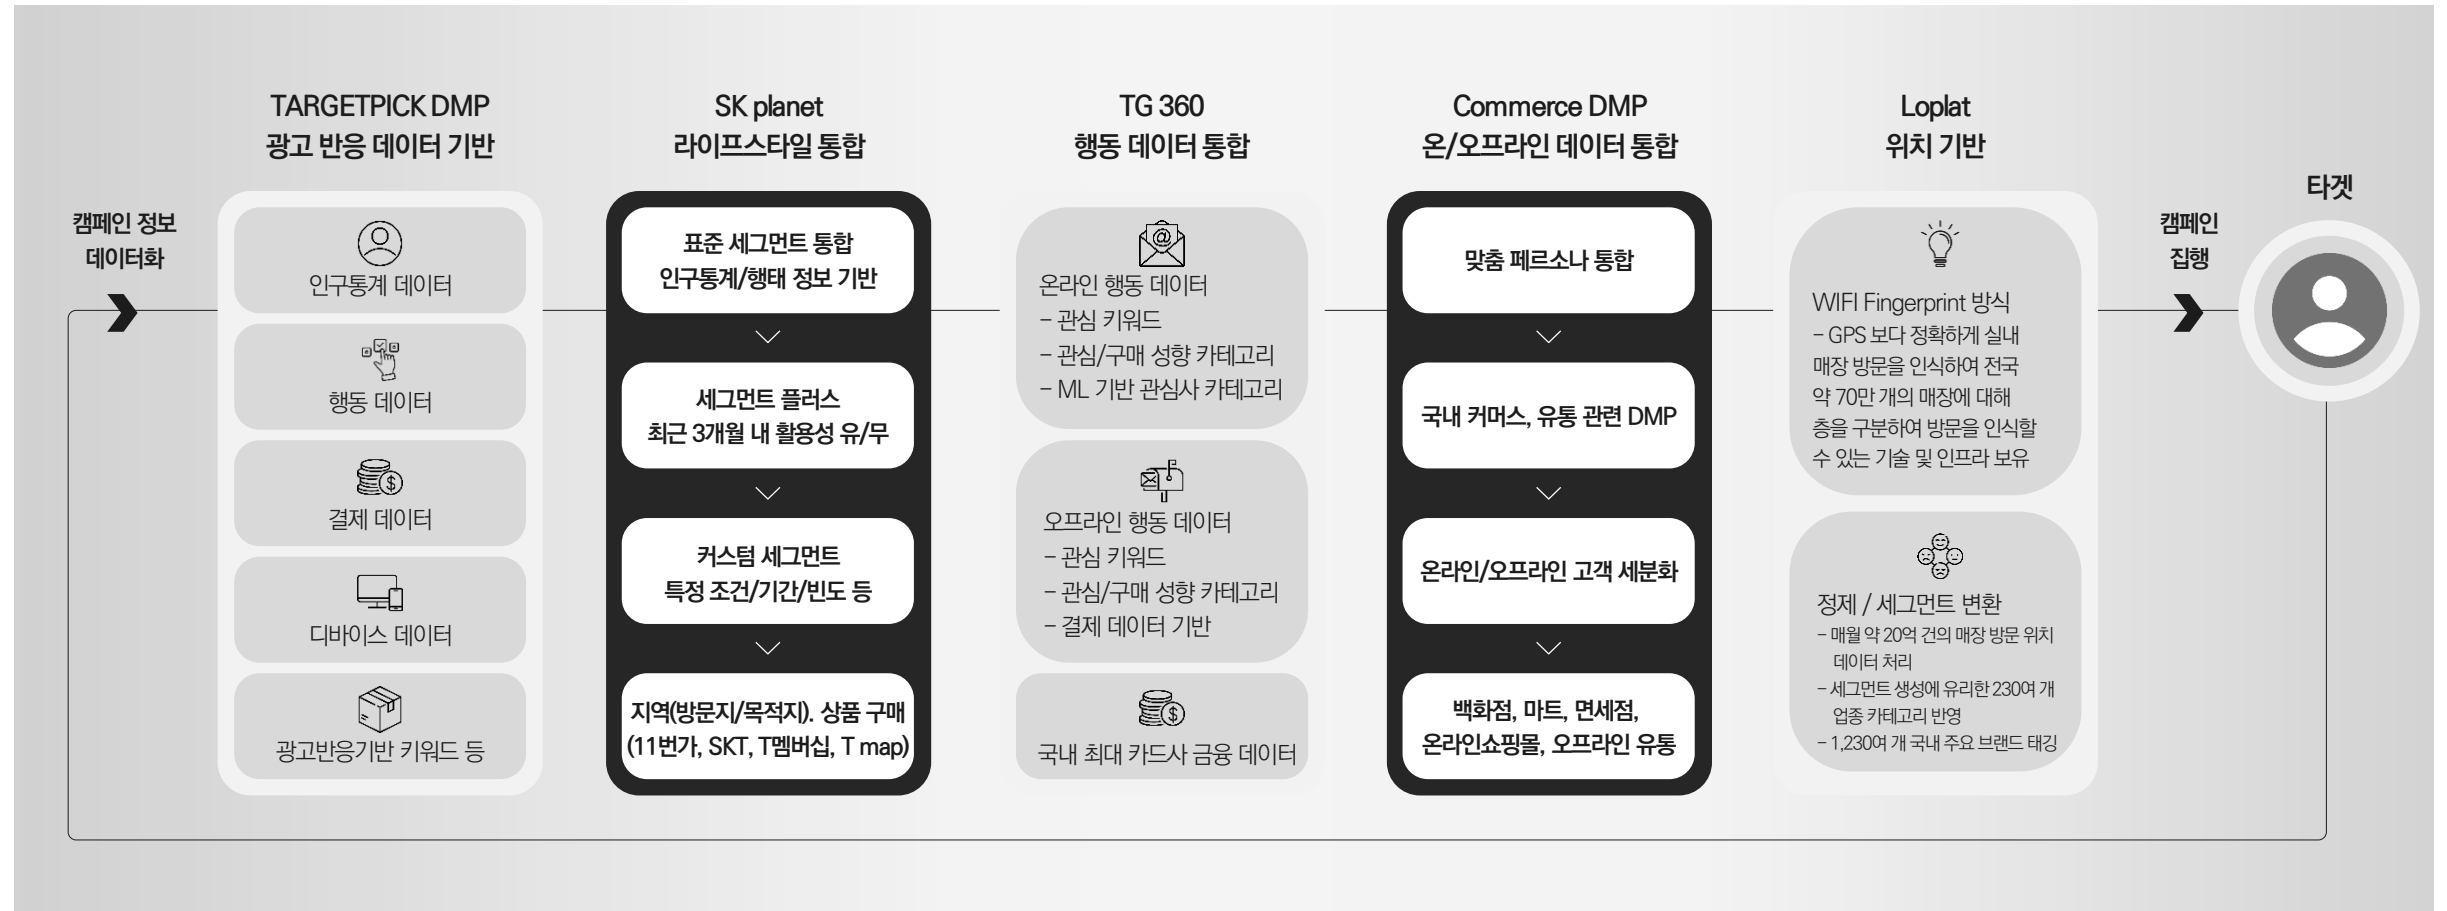 캠페인 정보
데이터화
TARGETPICK DMP
광고 반응 데이터 기반
인구통계 데이터
행동 데이터
결제 데이터
디바이스 데이터
광고반응기반 키워드 등
SK planet
라이프스타일 통합
표준 세그먼트 통합
인구통계/행태 정보 기반
세그먼트 플러스
최근 3개월 내 활용성 유/무
커스텀 세그먼트
특정 조건/기간/빈도 등
지역(방문지/목적지). 상품 구매
(11번가, SKT, T멤버십, T map)
TG 360
행동 데이터 통합
@
온라인 행동 데이터
– 관심 키워드
– 관심/구매 성향 카테고리
– ML 기반 관심사 카테고리
오프라인 행동 데이터
– 관심 키워드
– 관심/구매 성향 카테고리
– 결제 데이터 기반
국내 최대 카드사 금융 데이터
Commerce DMP
온/오프라인 데이터 통합
맞춤 페르소나 통합
국내 커머스, 유통 관련 DMP
온라인/오프라인 고객 세분화
백화점, 마트, 면세점,
온라인쇼핑몰, 오프라인 유통
Loplat
위치 기반
WIFI Fingerprint 방식
– GPS 보다 정확하게 실내
매장 방문을 인식하여 전국
약 70만 개의 매장에 대해
층을 구분하여 방문을 인식할
수 있는 기술 및 인프라 보유
정제 / 세그먼트 변환
– 매월 약 20억 건의 매장 방문 위치
데이터 처리
– 세그먼트 생성에 유리한 230여 개
업종 카테고리 반영
– 1,230여 개 국내 주요 브랜드 태깅
캠페인
집행
타겟